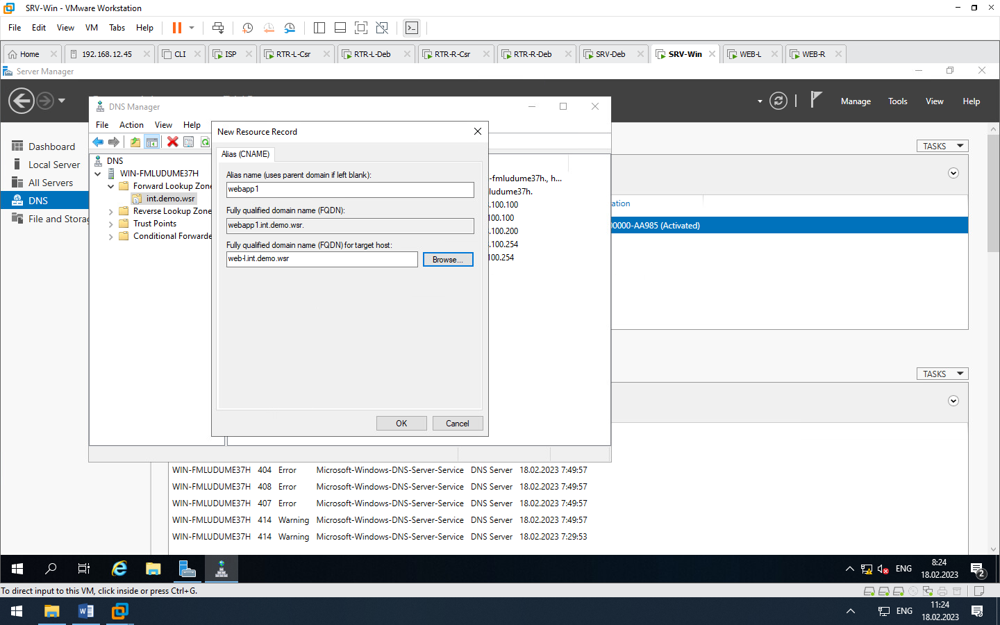 SRV-Win - VMware Workstation
File Edit View VM Tabs Help
Home 192.168.12.45 CLI ISP RTR-L-Csr RTR-L-Deb RTR-R-Csr RTR-R-Deb SRV-Deb SRV-Win WEB-L WEB-R
Server Manager
Manage Tools View Help
Dashboard
Local Server
All Servers
DNS
File and Storag
DNS Manager
File Action View Help
DNS
WIN-FMLUDUME37H
Forward Lookup Zone
int.demo.wsr
Reverse Lookup Zone
Trust Points
Conditional Forwarde
New Resource Record
Alias (CNAME)
Alias name (uses parent domain if left blank):
webapp1
Fully qualified domain name (FQDN):
webapp1.int.demo.wsr.
Fully qualified domain name (FQDN) for target host:
web-l.int.demo.wsr
Browse...
OK Cancel
-fmludume37h., h...
ludume37h.
.100.100
100.100
.100.200
.100.254
100.254
TASKS
ation
00000-AA985 (Activated)
TASKS
WIN-FMLUDUME37H 404 Error Microsoft-Windows-DNS-Server-Service DNS Server 18.02.2023 7:49:57
WIN-FMLUDUME37H 408 Error Microsoft-Windows-DNS-Server-Service DNS Server 18.02.2023 7:49:57
WIN-FMLUDUME37H 407 Error Microsoft-Windows-DNS-Server-Service DNS Server 18.02.2023 7:49:57
WIN-FMLUDUME37H 414 Warning Microsoft-Windows-DNS-Server-Service DNS Server 18.02.2023 7:49:57
WIN-FMLUDUME37H 414 Warning Microsoft-Windows-DNS-Server-Service DNS Server 18.02.2023 7:29:53
ENG
8:24
18.02.2023
2
To direct input to this VM, click inside or press Ctrl+G.
ENG
11:24
18.02.2023